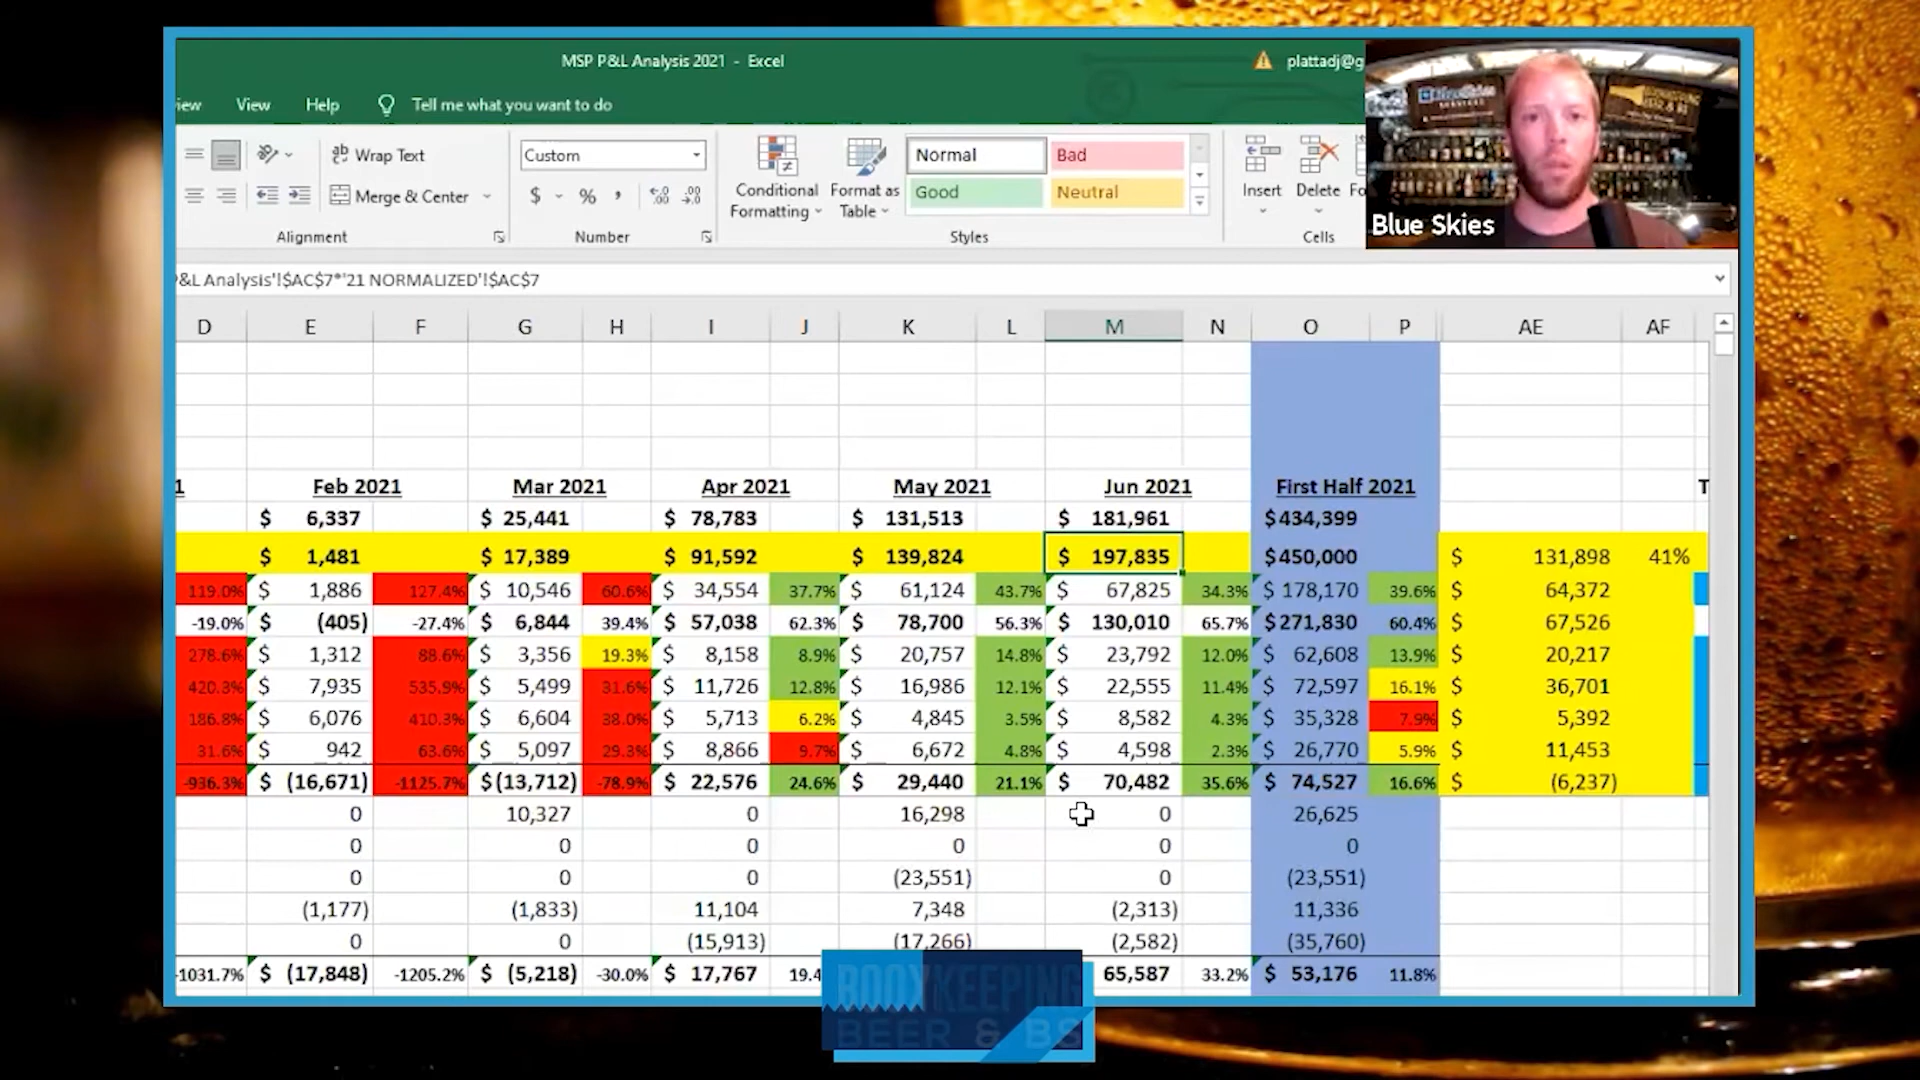 MSP P&L Analysis 2021 - Excel
plattadj@g
view View Help Tell me what you want to do
Wrap Text Custom Normal Bad
Merge & Center $ % , Conditional Formatting Format as Table Good Neutral Insert Delete Fo
Alignment Number Styles Cells
Blue Skies
P&L Analysis'!$AC$7*'21 NORMALIZED'!$AC$7
D E F G H I J K L M N O P AE AF
1 Feb 2021 Mar 2021 Apr 2021 May 2021 Jun 2021 First Half 2021 T
$ 6,337 $ 25,441 $ 78,783 $ 131,513 $ 181,961 $434,399
$ 1,481 $ 17,389 $ 91,592 $ 139,824 $ 197,835 $450,000 $ 131,898 41%
119.0% $ 1,886 127.4% $ 10,546 60.6% $ 34,554 37.7% $ 61,124 43.7% $ 67,825 34.3% $ 178,170 39.6% $ 64,372
-19.0% $ (405) -27.4% $ 6,844 39.4% $ 57,038 62.3% $ 78,700 56.3% $ 130,010 65.7% $271,830 60.4% $ 67,526
278.6% $ 1,312 88.6% $ 3,356 19.3% $ 8,158 8.9% $ 20,757 14.8% $ 23,792 12.0% $ 62,608 13.9% $ 20,217
420.3% $ 7,935 535.9% $ 5,499 31.6% $ 11,726 12.8% $ 16,986 12.1% $ 22,555 11.4% $ 72,597 16.1% $ 36,701
186.8% $ 6,076 410.3% $ 6,604 38.0% $ 5,713 6.2% $ 4,845 3.5% $ 8,582 4.3% $ 35,328 7.9% $ 5,392
31.6% $ 942 63.6% $ 5,097 29.3% $ 8,866 9.7% $ 6,672 4.8% $ 4,598 2.3% $ 26,770 5.9% $ 11,453
-936.3% $ (16,671) -1125.7% $(13,712) -78.9% $ 22,576 24.6% $ 29,440 21.1% $ 70,482 35.6% $ 74,527 16.6% $ (6,237)
0 10,327 0 16,298 0 26,625
0 0 0 0 0 0
0 0 0 (23,551) 0 (23,551)
(1,177) (1,833) 11,104 7,348 (2,313) 11,336
0 0 (15,913) (17,266) (2,582) (35,760)
-1031.7% $ (17,848) -1205.2% $ (5,218) -30.0% $ 17,767 19.4 65,587 33.2% $ 53,176 11.8%
BOOXKEEPING
BEER & BS